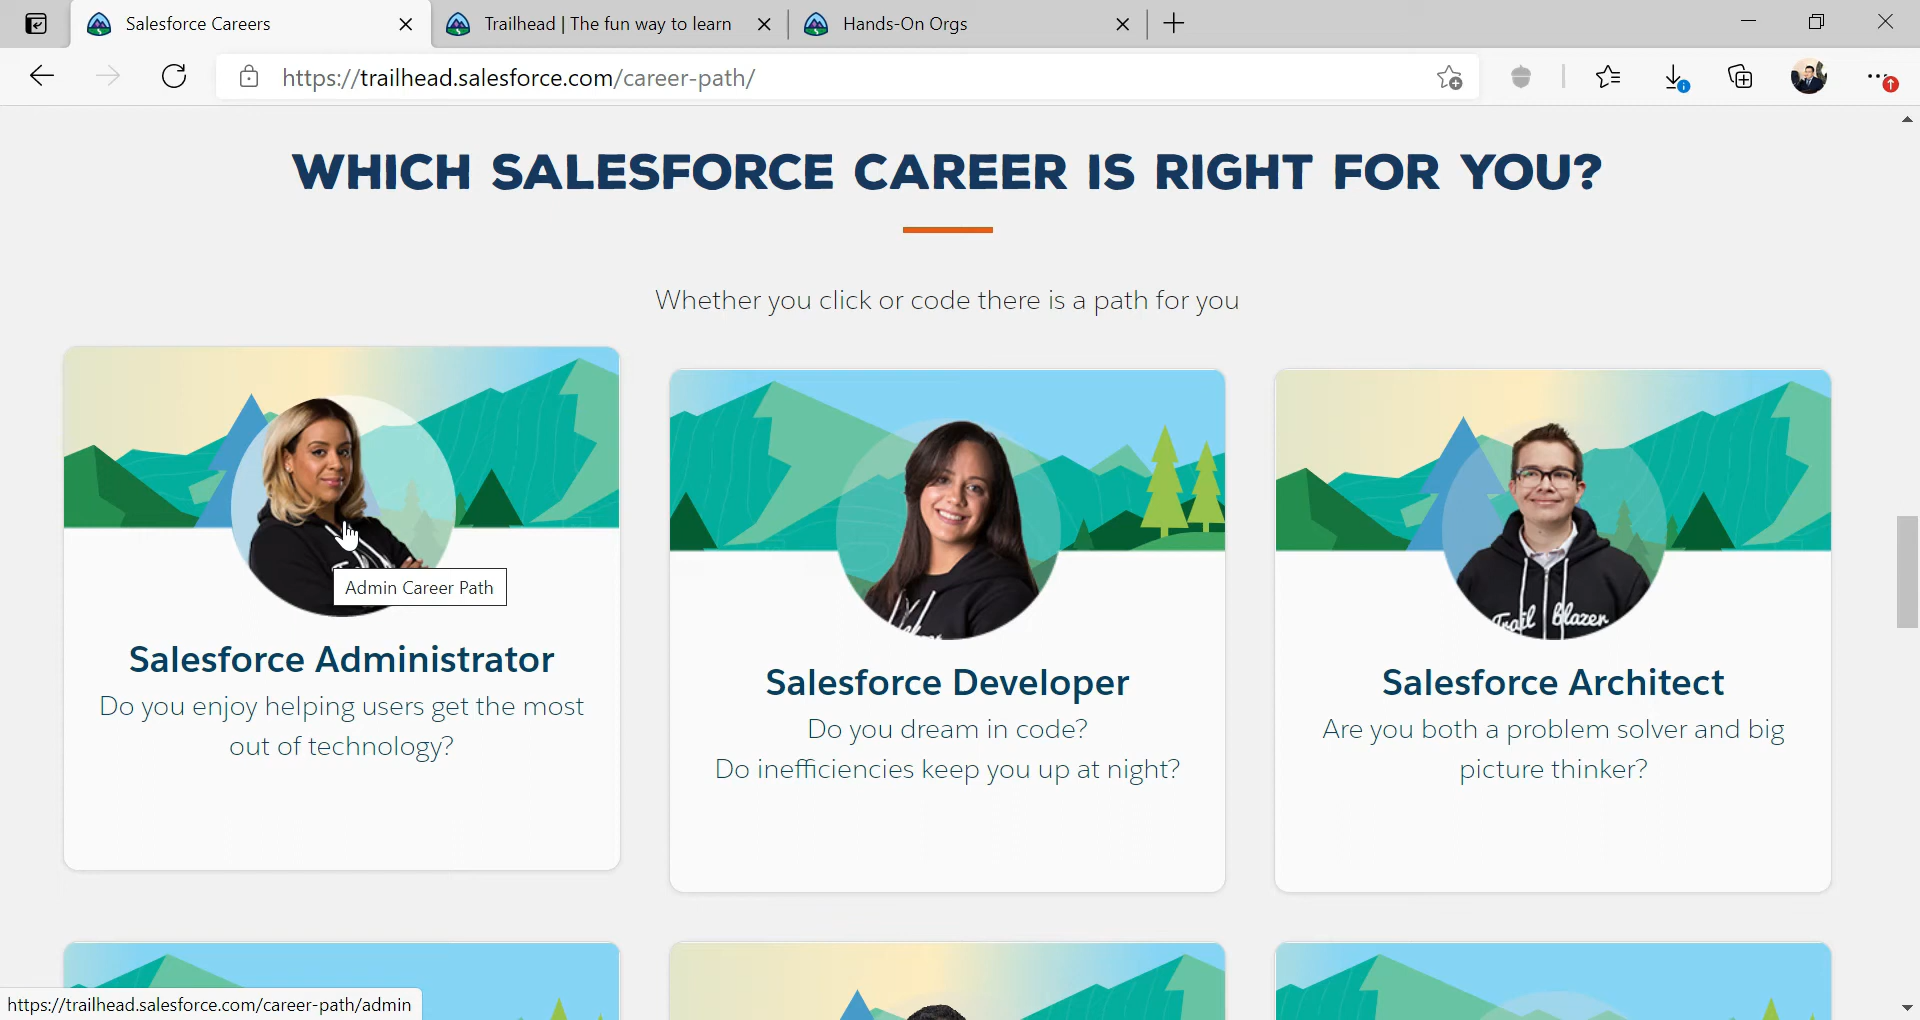 Salesforce Careers
Trailhead | The fun way to learn
Hands-On Orgs
https://trailhead.salesforce.com/career-path/
WHICH SALESFORCE CAREER IS RIGHT FOR YOU?
Whether you click or code there is a path for you
Admin Career Path
Salesforce Administrator
Do you enjoy helping users get the most
out of technology?
Salesforce Developer
Do you dream in code?
Do inefficiencies keep you up at night?
Trail Blazer
Salesforce Architect
Are you both a problem solver and big
picture thinker?
https://trailhead.salesforce.com/career-path/admin